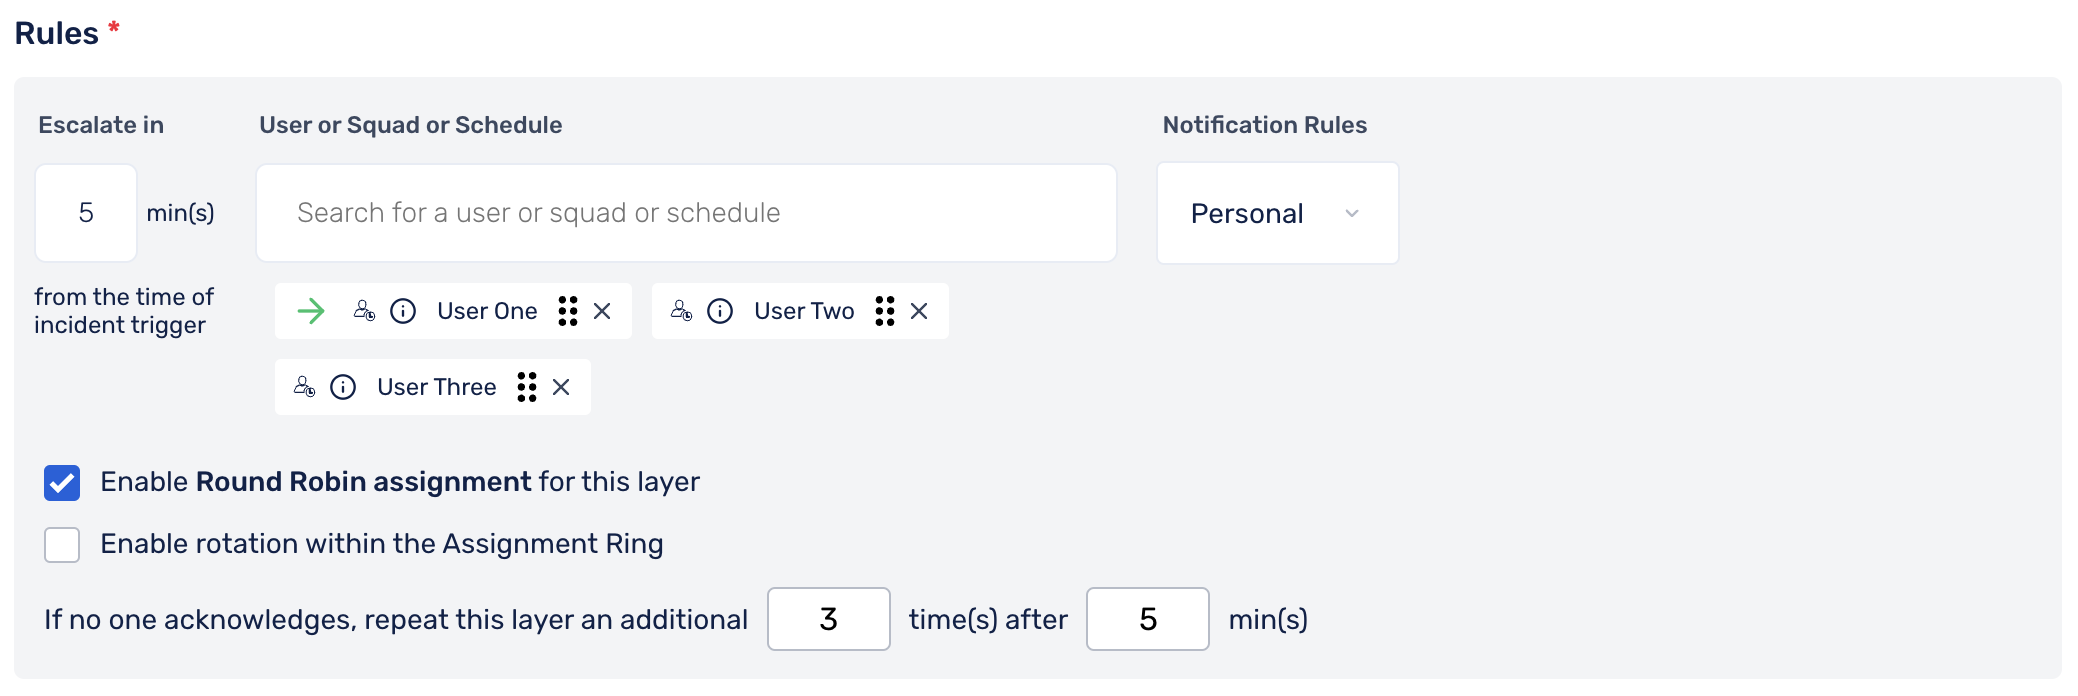 Rules *
Escalate in
User or Squad or Schedule
Notification Rules
5 min(s)
Search for a user or squad or schedule
Personal
from the time of
incident trigger
User One
User Two
User Three
Enable Round Robin assignment for this layer
Enable rotation within the Assignment Ring
If no one acknowledges, repeat this layer an additional 3 time(s) after 5 min(s)